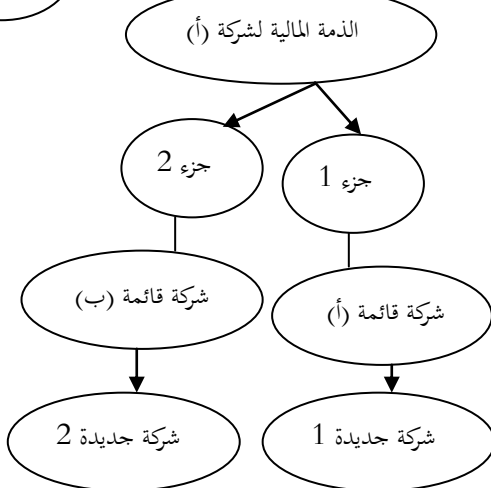 الذمة المالية لشركة (أ)
جزء 1
جزء 2
شركة قائمة (أ)
شركة قائمة (ب)
شركة جديدة 1
شركة جديدة 2